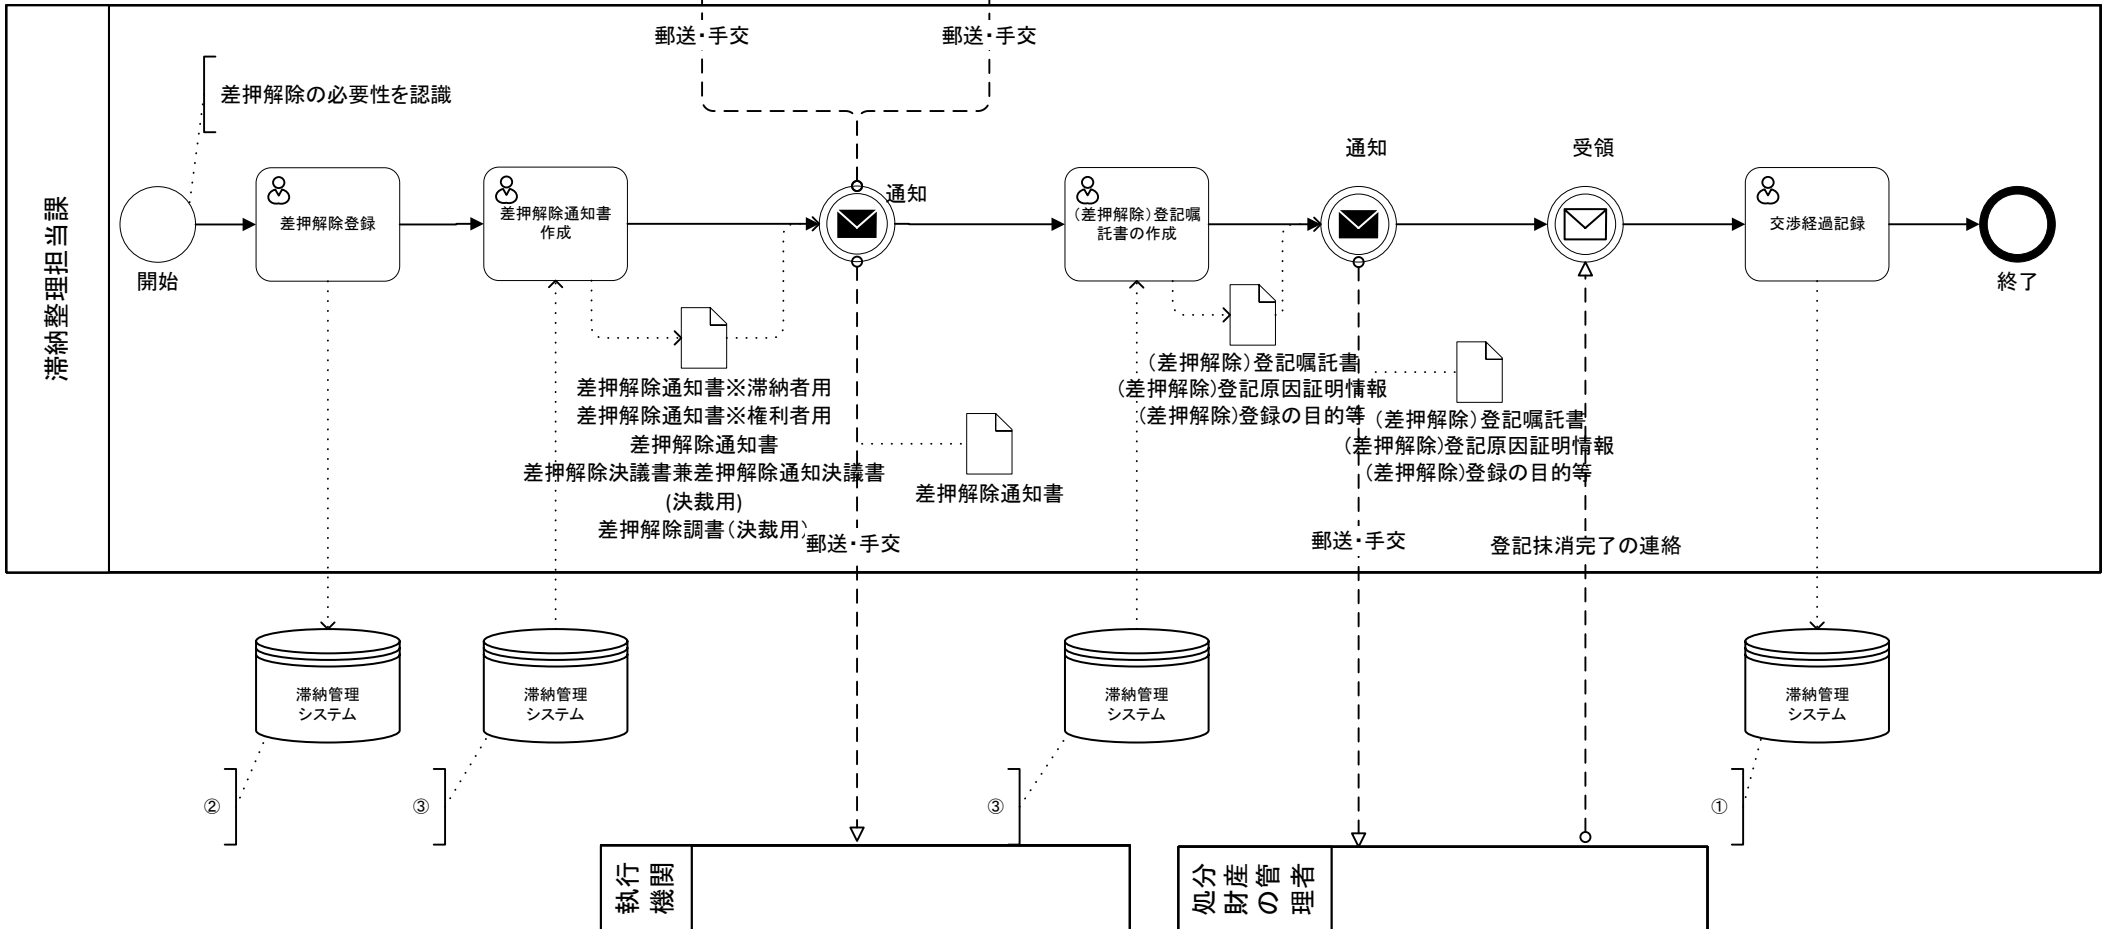 郵送・手交
郵送・手交
滞納整理担当課
差押解除の必要性を認識
開始
差押解除登録
差押解除通知書
作成
通知
(差押解除)登記嘱
託書の作成
通知
受領
交渉経過記録
終了
差押解除通知書※滞納者用
差押解除通知書※権利者用
差押解除通知書
差押解除決議書兼差押解除通知決議書
(決裁用)
差押解除調書(決裁用)
差押解除通知書
郵送・手交
(差押解除)登記嘱託書
(差押解除)登記原因証明情報
(差押解除)登録の目的等
(差押解除)登記嘱託書
(差押解除)登記原因証明情報
(差押解除)登録の目的等
郵送・手交
登記抹消完了の連絡
滞納管理
システム
滞納管理
システム
滞納管理
システム
滞納管理
システム
②
③
③
①
執行
機関
処分
財産
の管
理者